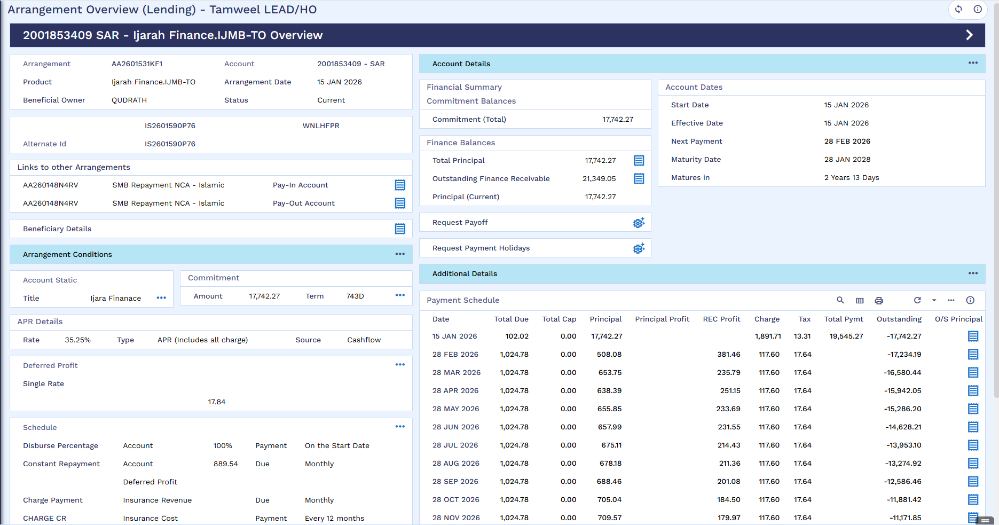 Arrangement Overview (Lending) - Tamweel LEAD/HO
2001853409 SAR - Ijarah Finance.IJMB-TO Overview
Arrangement AA2601531KF1 Account 2001853409 - SAR
Product Ijarah Finance.IJMB-TO Arrangement Date 15 JAN 2026
Beneficial Owner QUDRATH Status Current
IS2601590P76 WNLHFPR
Alternate Id IS2601590P76
Links to other Arrangements
AA260148N4RV SMB Repayment NCA - Islamic Pay-In Account
AA260148N4RV SMB Repayment NCA - Islamic Pay-Out Account
Beneficiary Details
Arrangement Conditions
Account Static
Title Ijara Finanace
Commitment
Amount 17,742.27 Term 743D
APR Details
Rate 35.25% Type APR (Includes all charge) Source Cashflow
Deferred Profit
Single Rate
17.84
Schedule
Disburse Percentage Account 100% Payment On the Start Date
Constant Repayment Account 889.54 Due Monthly
Deferred Profit
Charge Payment Insurance Revenue Due Monthly
CHARGE CR Insurance Cost Payment Every 12 months
Account Details
Financial Summary
Commitment Balances
Commitment (Total) 17,742.27
Finance Balances
Total Principal 17,742.27
Outstanding Finance Receivable 21,349.05
Principal (Current) 17,742.27
Request Payoff
Request Payment Holidays
Account Dates
Start Date 15 JAN 2026
Effective Date 15 JAN 2026
Next Payment 28 FEB 2026
Maturity Date 28 JAN 2028
Matures in 2 Years 13 Days
Additional Details
Payment Schedule
Date Total Due Total Cap Principal Principal Profit REC Profit Charge Tax Total Pymt Outstanding O/S Principal
15 JAN 2026 102.02 0.00 17,742.27 1,891.71 13.31 19,545.27 -17,742.27
28 FEB 2026 1,024.78 0.00 508.08 381.46 117.60 17.64 -17,234.19
28 MAR 2026 1,024.78 0.00 653.75 235.79 117.60 17.64 -16,580.44
28 APR 2026 1,024.78 0.00 638.39 251.15 117.60 17.64 -15,942.05
28 MAY 2026 1,024.78 0.00 655.85 233.69 117.60 17.64 -15,286.20
28 JUN 2026 1,024.78 0.00 657.99 231.55 117.60 17.64 -14,628.21
28 JUL 2026 1,024.78 0.00 675.11 214.43 117.60 17.64 -13,953.10
28 AUG 2026 1,024.78 0.00 678.18 211.36 117.60 17.64 -13,274.92
28 SEP 2026 1,024.78 0.00 688.46 201.08 117.60 17.64 -12,586.46
28 OCT 2026 1,024.78 0.00 705.04 184.50 117.60 17.64 -11,881.42
28 NOV 2026 1,024.78 0.00 709.57 179.97 117.60 17.64 -11,171.85